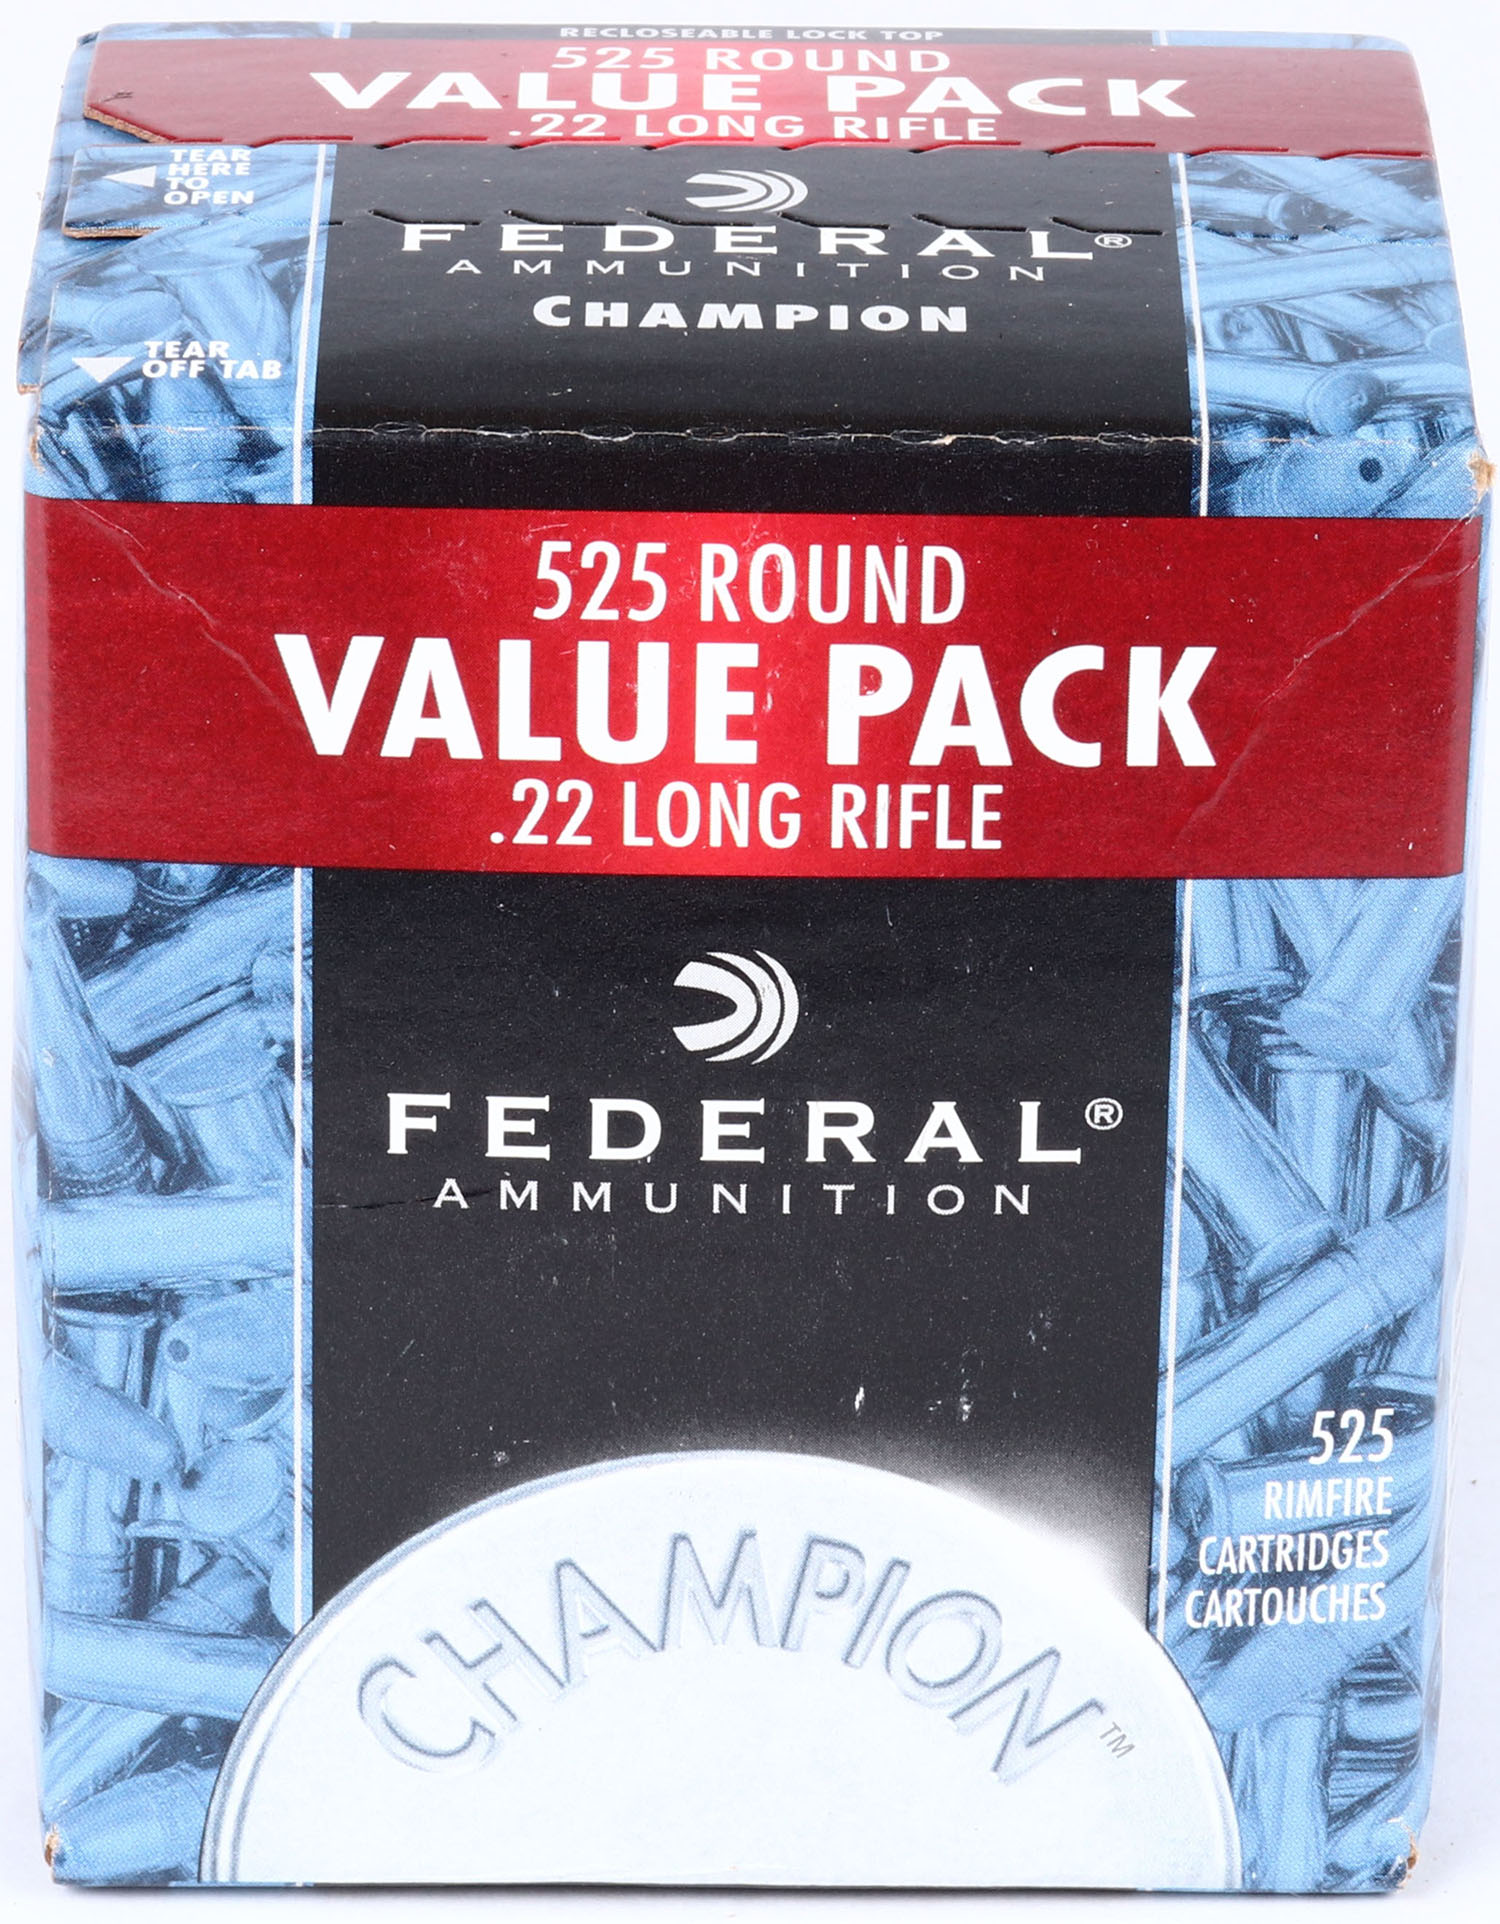 RECLOSEABLE LOCK TOP
525 ROUND
VALUE PACK
.22 LONG RIFLE
TEAR
HERE
TO
OPEN
FEDERAL®
AMMUNITION
CHAMPION
TEAR
OFF TAB
525 ROUND
VALUE PACK
.22 LONG RIFLE
FEDERAL®
AMMUNITION
525
RIMFIRE
CARTRIDGES
CARTOUCHES
CHAMPION™